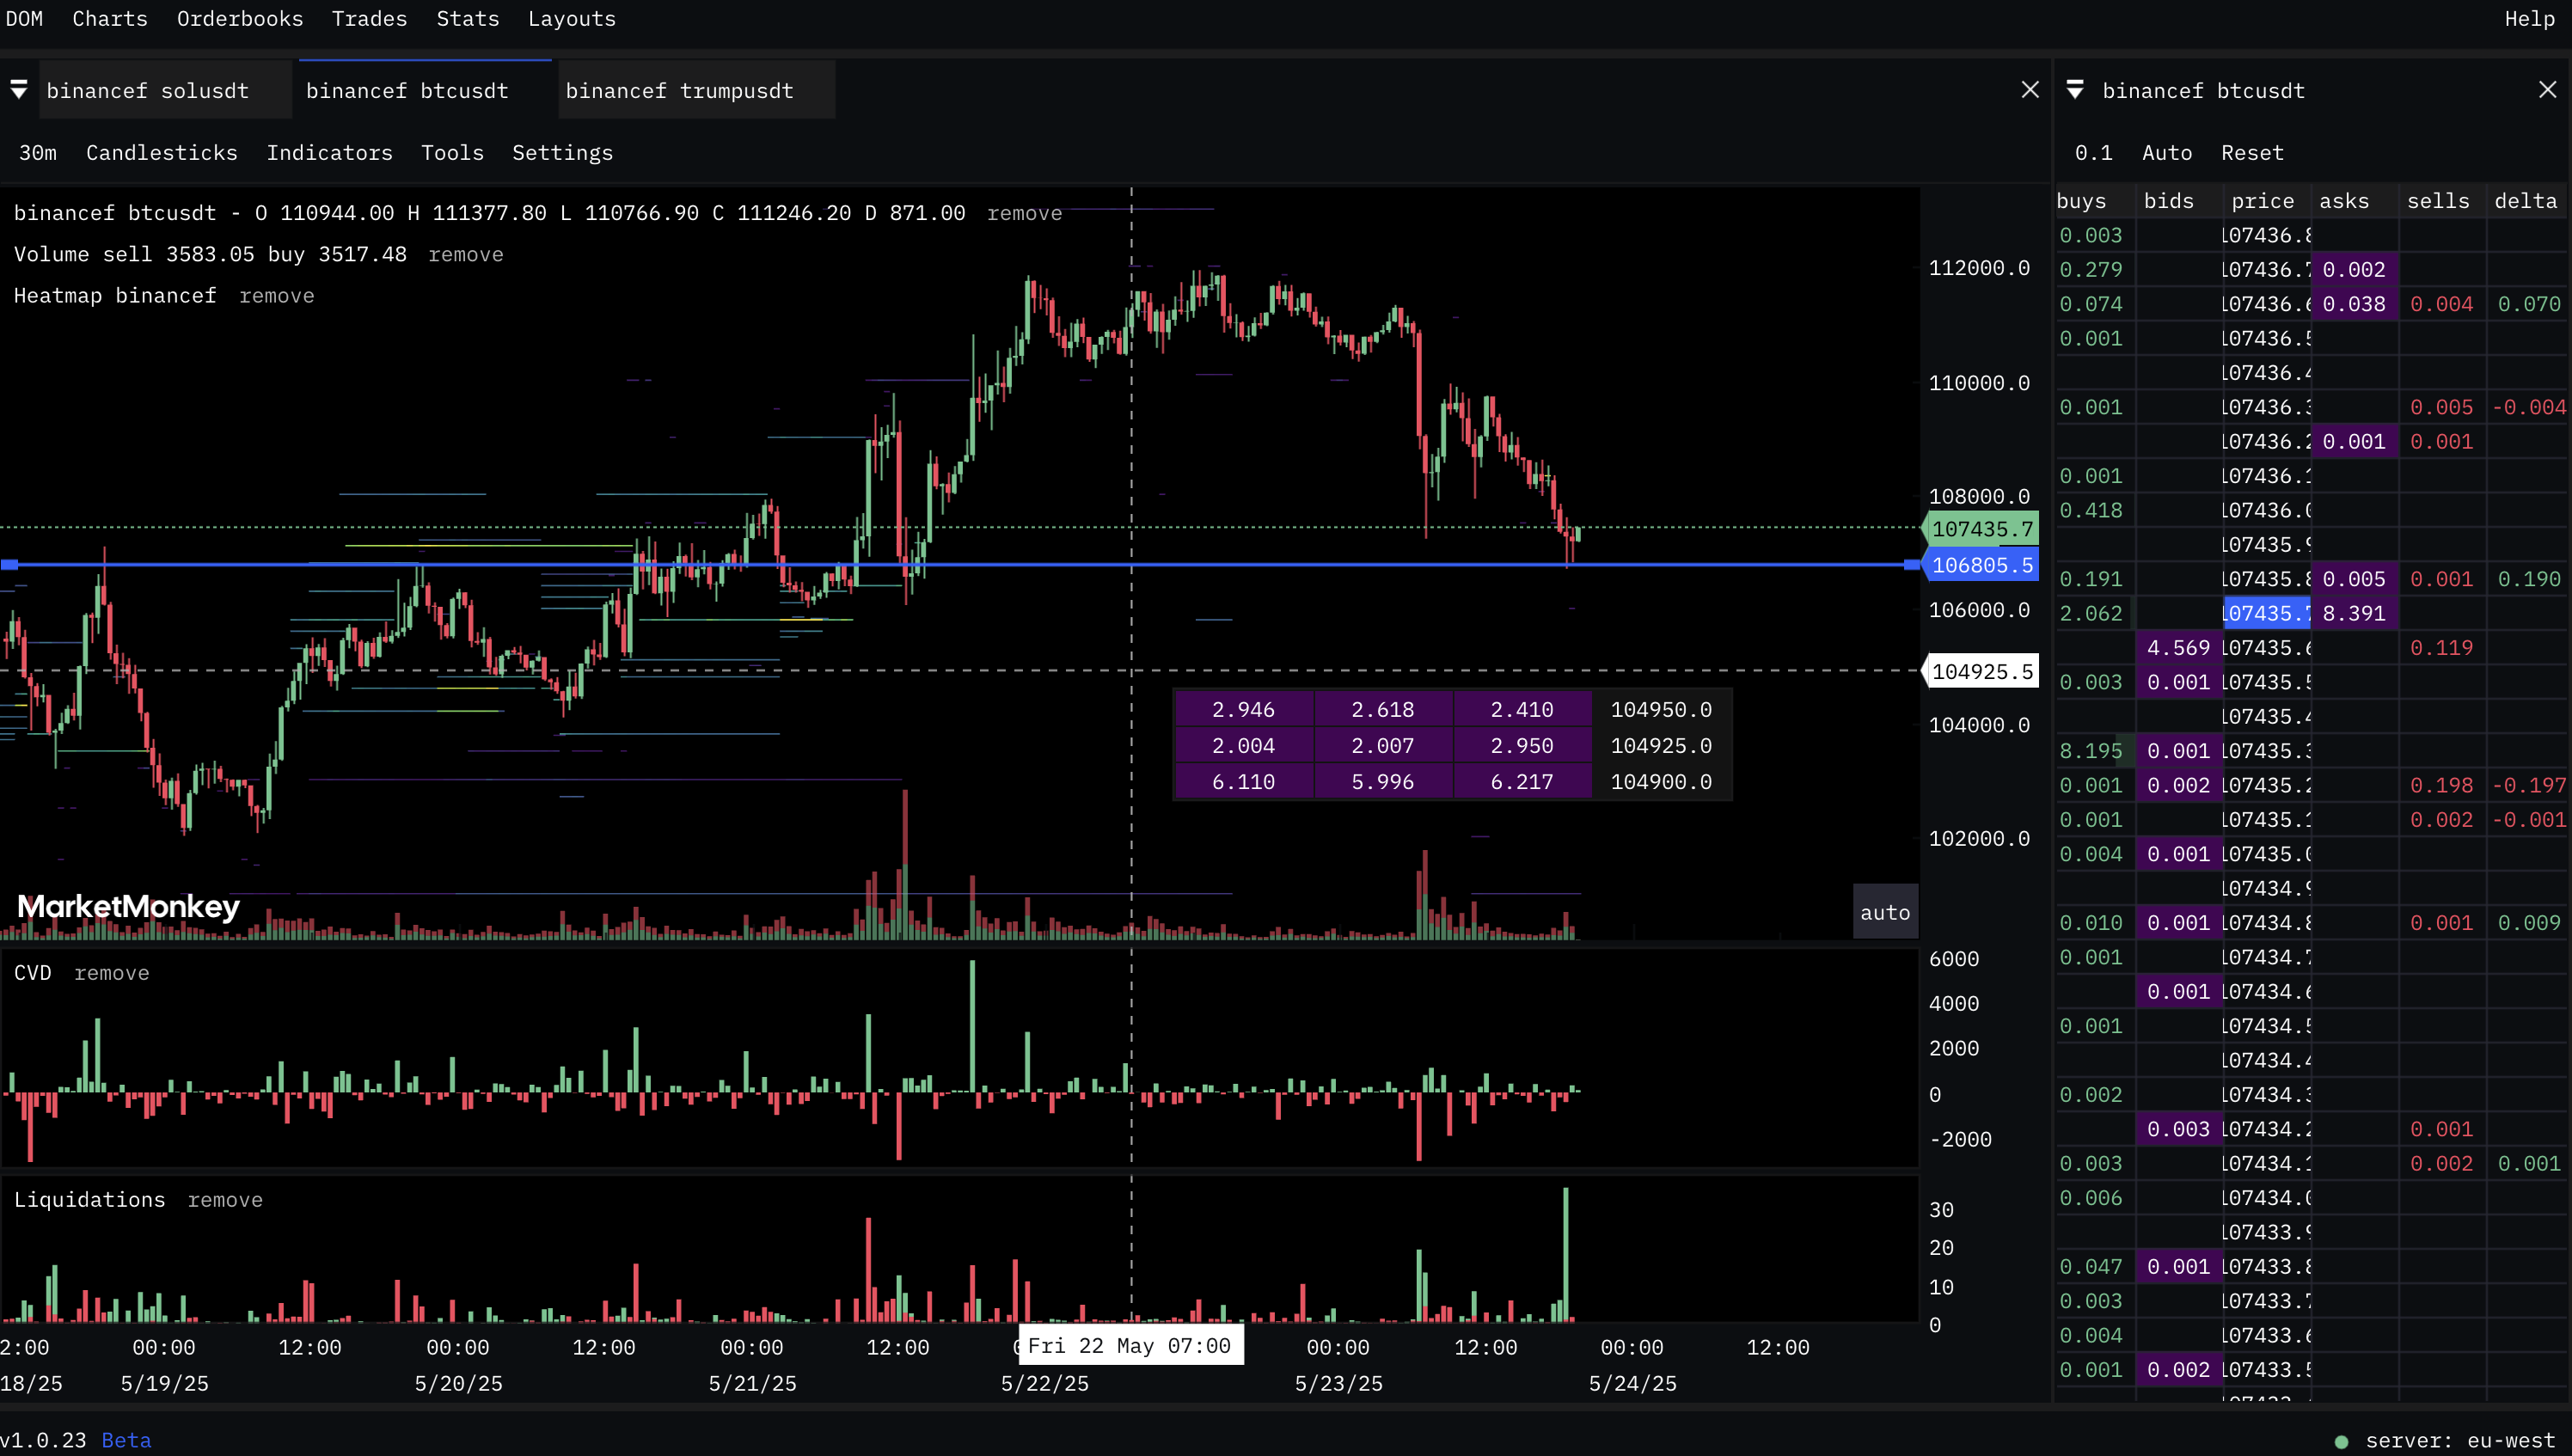 DOM Charts Orderbooks Trades Stats Layouts Help
binancef solusdt binancef btcusdt binancef trumpusdt
30m Candlesticks Indicators Tools Settings
binancef btcusdt - O 110944.00 H 111377.80 L 110766.90 C 111246.20 D 871.00 remove
Volume sell 3583.05 buy 3517.48 remove
Heatmap binancef remove
112000.0
110000.0
108000.0
107435.7
106805.5
106000.0
104925.5
104000.0
102000.0
2.946 2.618 2.410 104950.0
2.004 2.007 2.950 104925.0
6.110 5.996 6.217 104900.0
MarketMonkey
auto
CVD remove
6000
4000
2000
0
-2000
Liquidations remove
30
20
10
0
2:00 00:00 12:00 00:00 12:00 00:00 12:00 Fri 22 May 07:00 00:00 12:00 00:00 12:00
18/25 5/19/25 5/20/25 5/21/25 5/22/25 5/23/25 5/24/25
binancef btcusdt
0.1 Auto Reset
buys bids price asks sells delta
0.003 107436.8
0.279 107436.7 0.002
0.074 107436.6 0.038 0.004 0.070
0.001 107436.5
107436.4
0.001 107436.3 0.005 -0.004
107436.2 0.001 0.001
0.001 107436.1
0.418 107436.0
107435.9
0.191 107435.8 0.005 0.001 0.190
2.062 107435.7 8.391
4.569 107435.6 0.119
0.003 0.001 107435.5
107435.4
8.195 0.001 107435.3
0.001 0.002 107435.2 0.198 -0.197
0.001 107435.1 0.002 -0.001
0.004 0.001 107435.0
107434.9
0.010 0.001 107434.8 0.001 0.009
0.001 107434.7
0.001 107434.6
0.001 107434.5
107434.4
0.002 107434.3
0.003 107434.2 0.001
0.003 107434.1 0.002 0.001
0.006 107434.0
107433.9
0.047 0.001 107433.8
0.003 107433.7
0.004 107433.6
0.001 0.002 107433.5
v1.0.23 Beta
server: eu-west